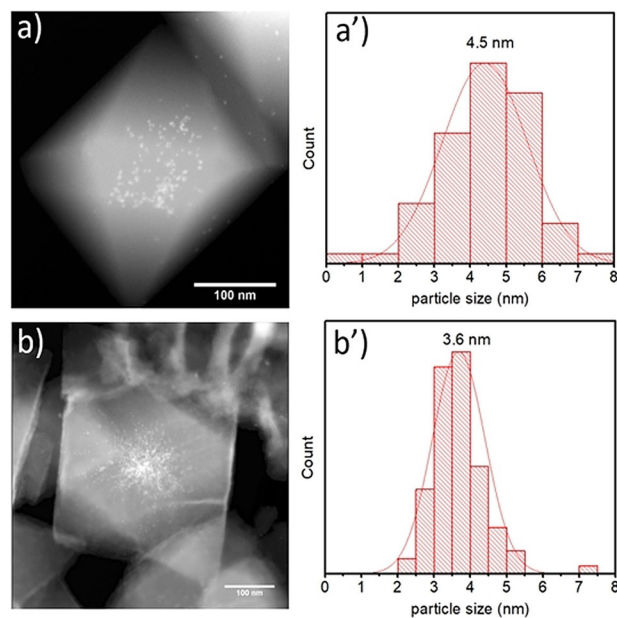 a)
100 nm
a')
4.5 nm
Count
0 1 2 3 4 5 6 7 8
particle size (nm)
b)
100 nm
b')
3.6 nm
Count
0 1 2 3 4 5 6 7 8
particle size (nm)